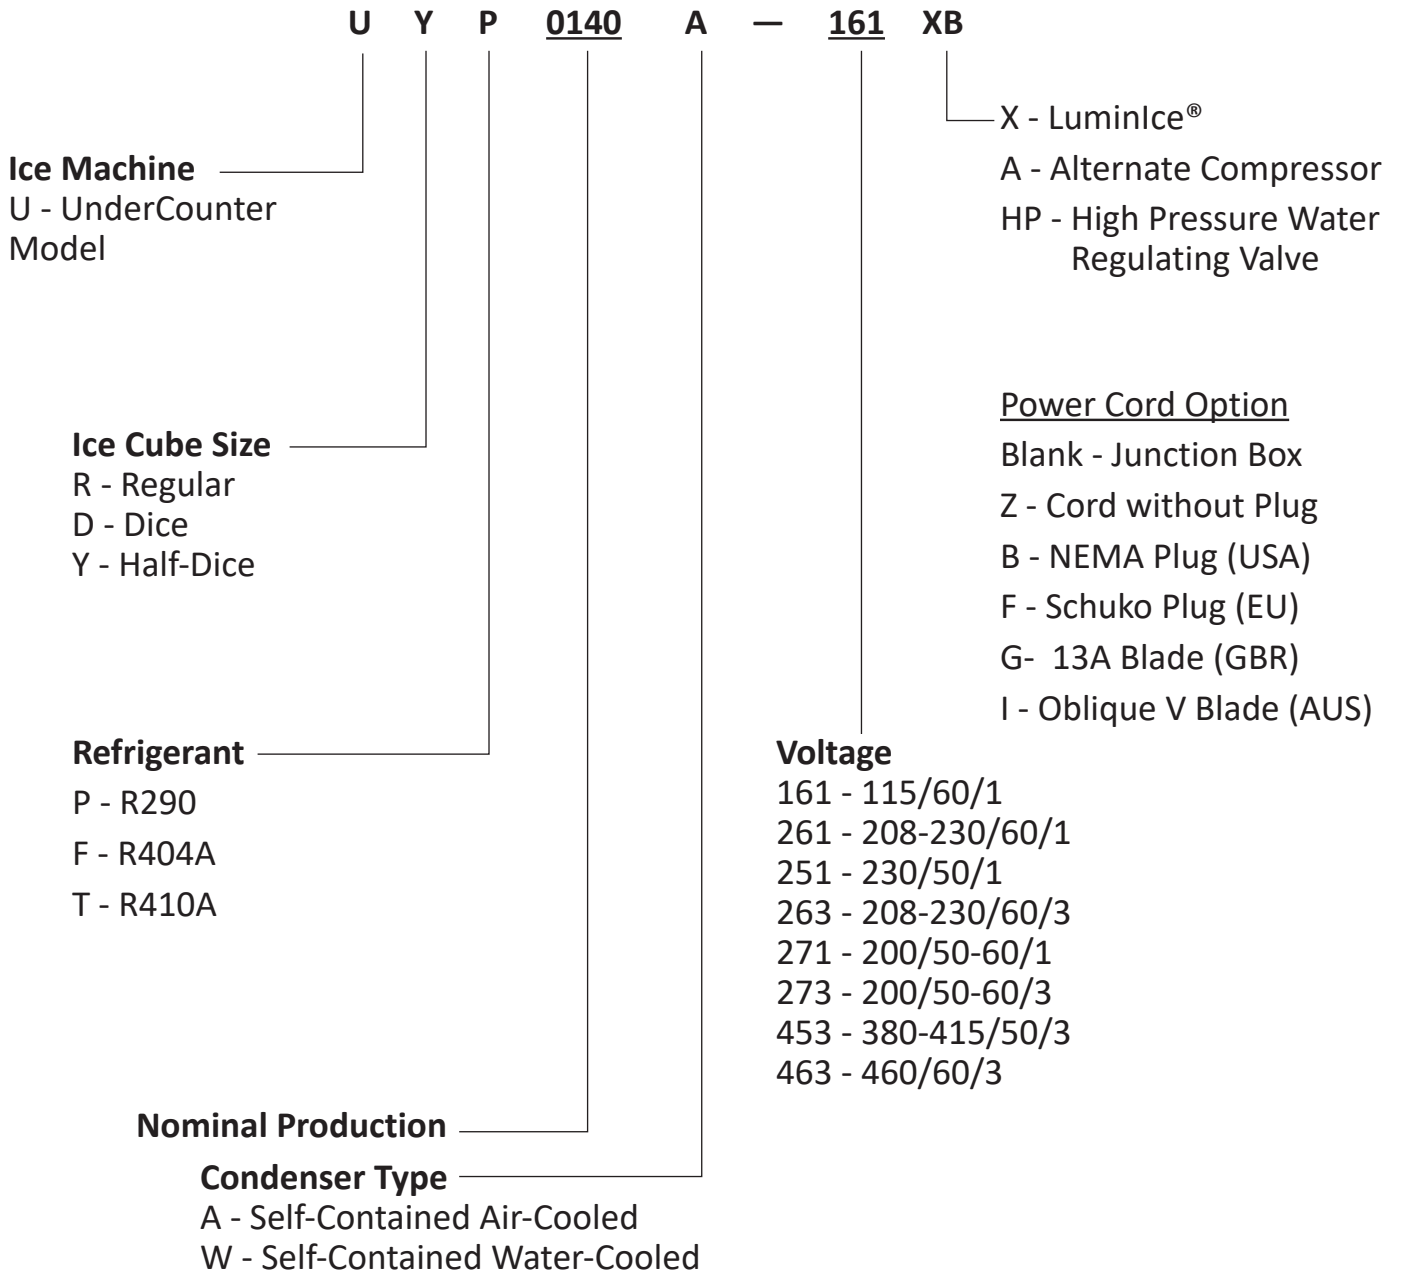 U Y P 0140 A — 161 XB
X - LuminIce®
A - Alternate Compressor
HP - High Pressure Water
Regulating Valve
Ice Machine
U - UnderCounter
Model
Power Cord Option
Blank - Junction Box
Z - Cord without Plug
B - NEMA Plug (USA)
F - Schuko Plug (EU)
G- 13A Blade (GBR)
I - Oblique V Blade (AUS)
Ice Cube Size
R - Regular
D - Dice
Y - Half-Dice
Refrigerant
P - R290
F - R404A
T - R410A
Voltage
161 - 115/60/1
261 - 208-230/60/1
251 - 230/50/1
263 - 208-230/60/3
271 - 200/50-60/1
273 - 200/50-60/3
453 - 380-415/50/3
463 - 460/60/3
Nominal Production
Condenser Type
A - Self-Contained Air-Cooled
W - Self-Contained Water-Cooled